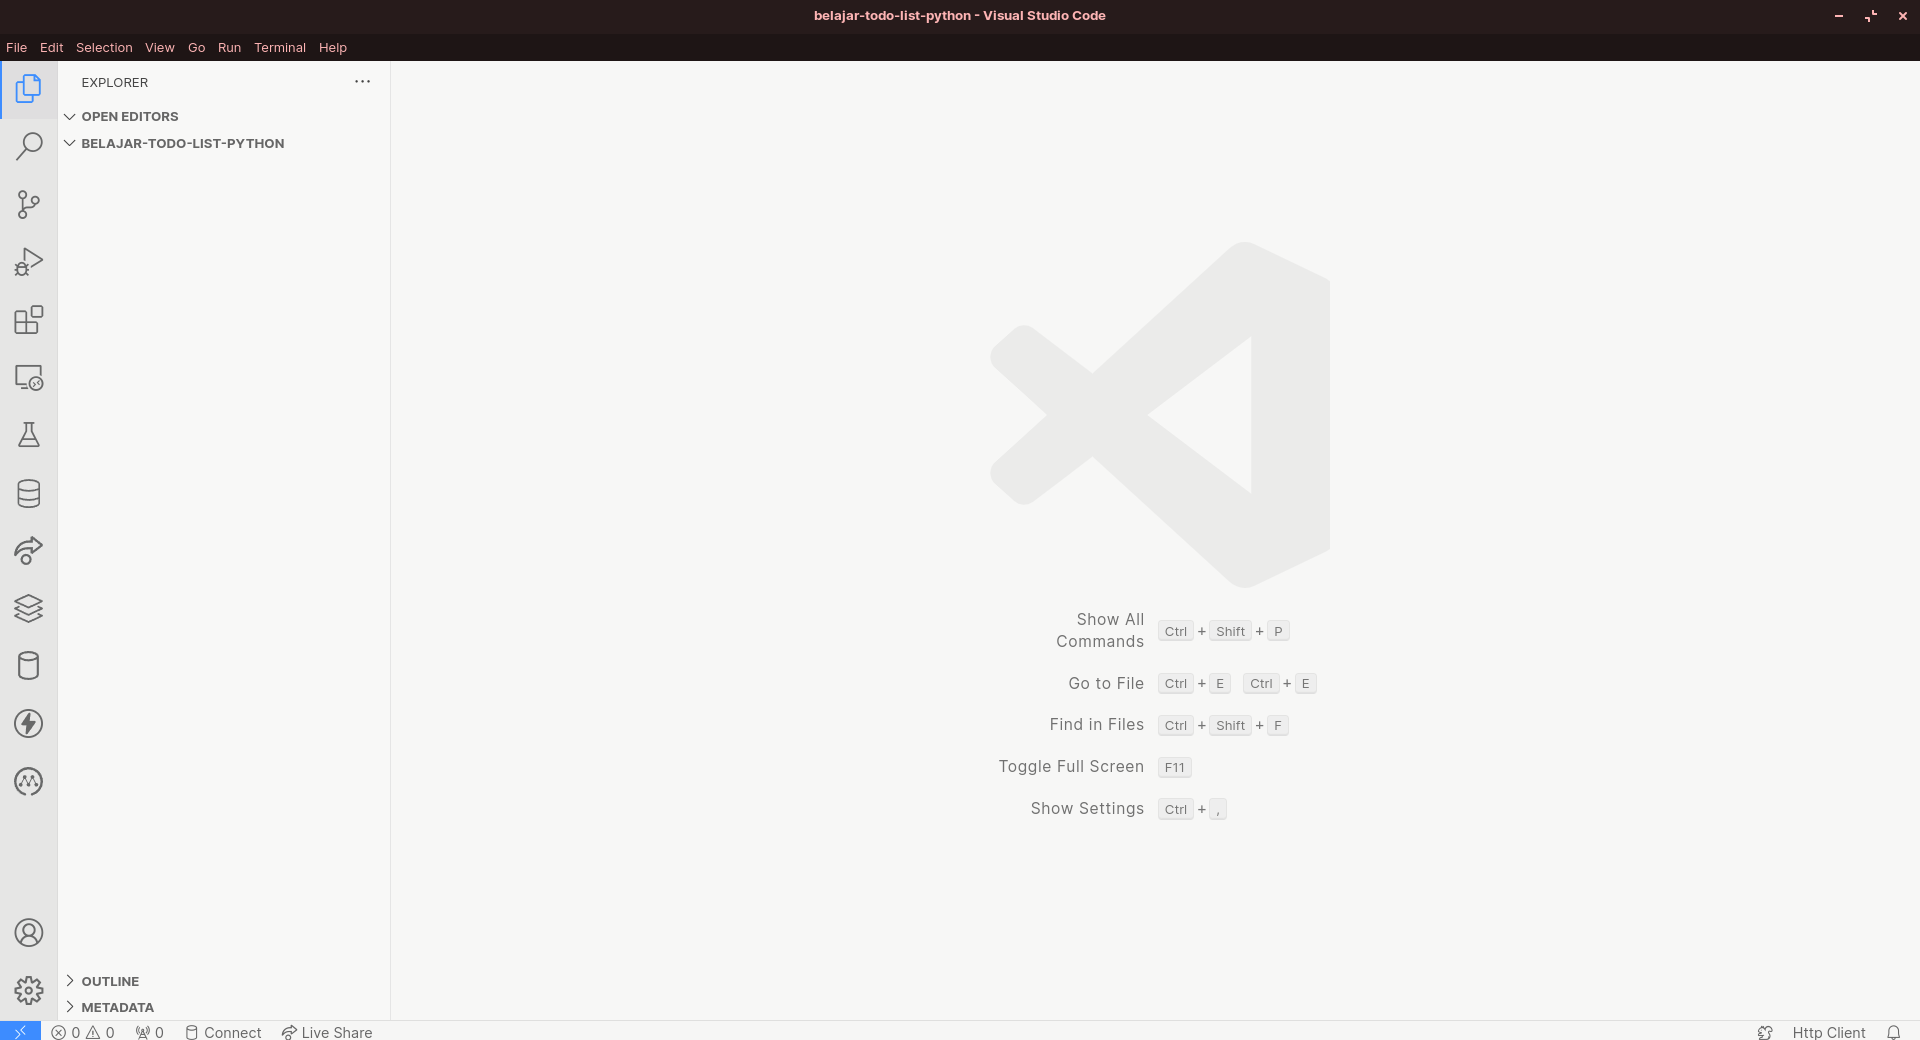 belajar-todo-list-python - Visual Studio Code
File Edit Selection View Go Run Terminal Help
EXPLORER
OPEN EDITORS
BELAJAR-TODO-LIST-PYTHON
Show All
Commands Ctrl + Shift + P
Go to File Ctrl + E Ctrl + E
Find in Files Ctrl + Shift + F
Toggle Full Screen F11
Show Settings Ctrl + ,
OUTLINE
METADATA
0 0 0 Connect Live Share Http Client